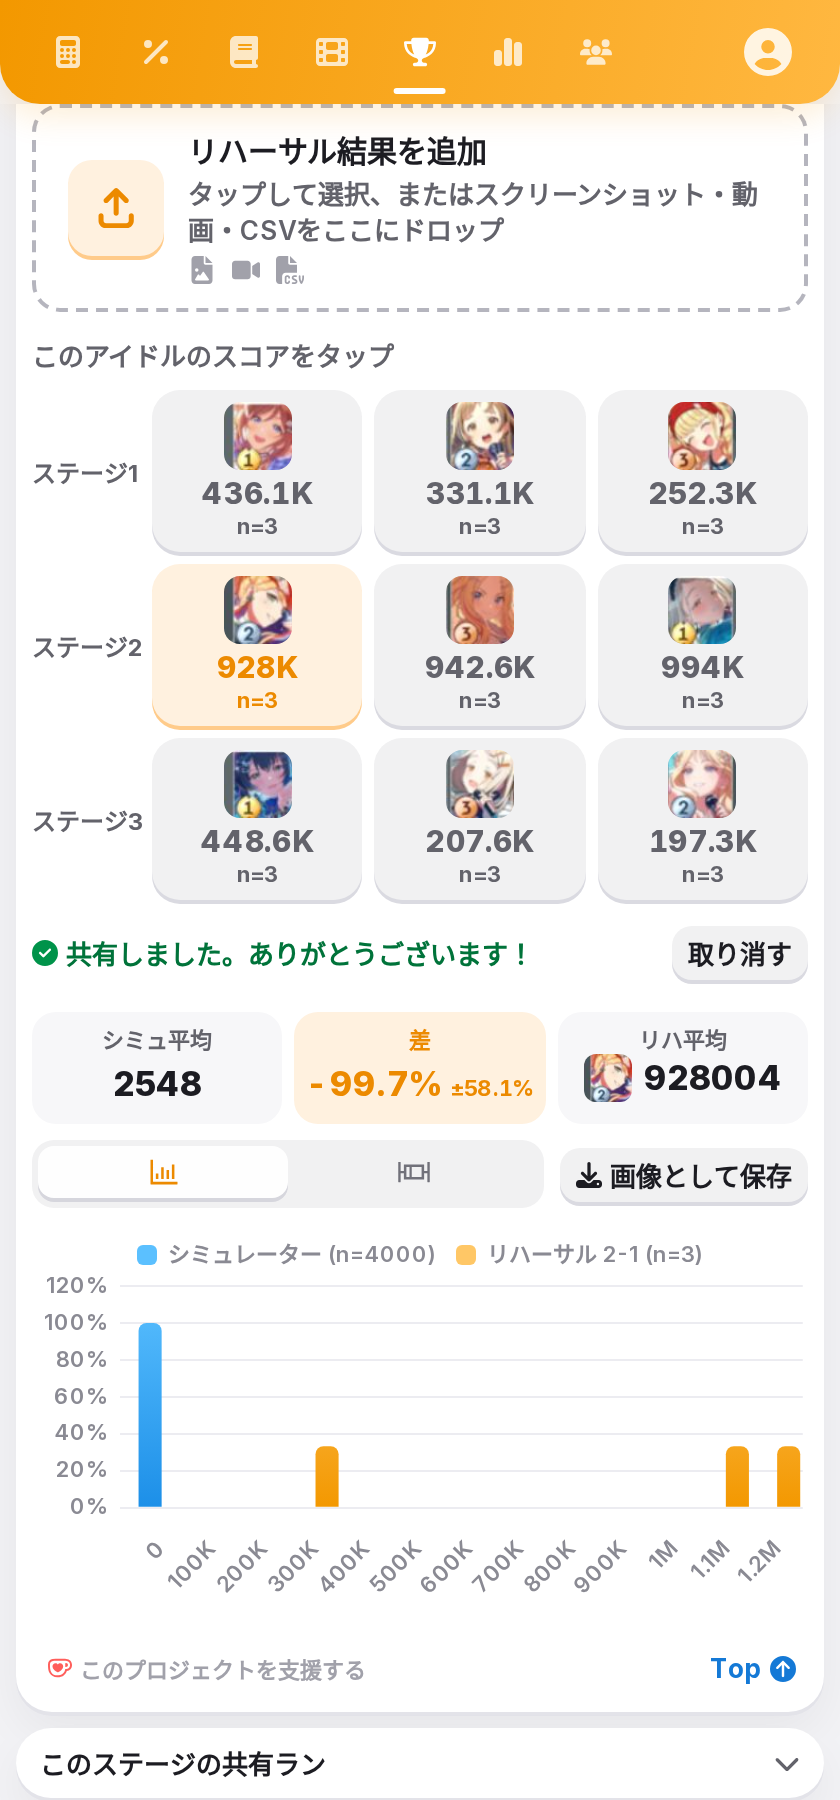 リハーサル結果を追加
タップして選択、またはスクリーンショット・動
画・CSVをここにドロップ
CSV
このアイドルのスコアをタップ
ステージ1
1
436.1K
n=3
2
331.1K
n=3
3
252.3K
n=3
ステージ2
2
928K
n=3
3
942.6K
n=3
1
994K
n=3
ステージ3
1
448.6K
n=3
3
207.6K
n=3
2
197.3K
n=3
共有しました。ありがとうございます！
取り消す
シミュ平均
2548
差
-99.7% ±58.1%
リハ平均
2
928004
画像として保存
シミュレーター (n=4000)
リハーサル 2-1 (n=3)
120%
100%
80%
60%
40%
20%
0%
0
100K
200K
300K
400K
500K
600K
700K
800K
900K
1M
1.1M
1.2M
このプロジェクトを支援する
Top
このステージの共有ラン